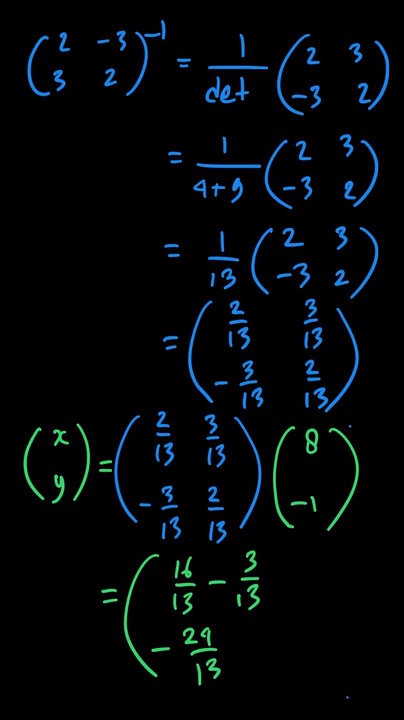 (2 -3; 3 2)^-1 = 1/det (2 3; -3 2)
= 1/(4+9) (2 3; -3 2)
= 1/13 (2 3; -3 2)
= (2/13 3/13; -3/13 2/13)
(x; y) = (2/13 3/13; -3/13 2/13) (8; -1)
= (16/13 - 3/13; - 24/13